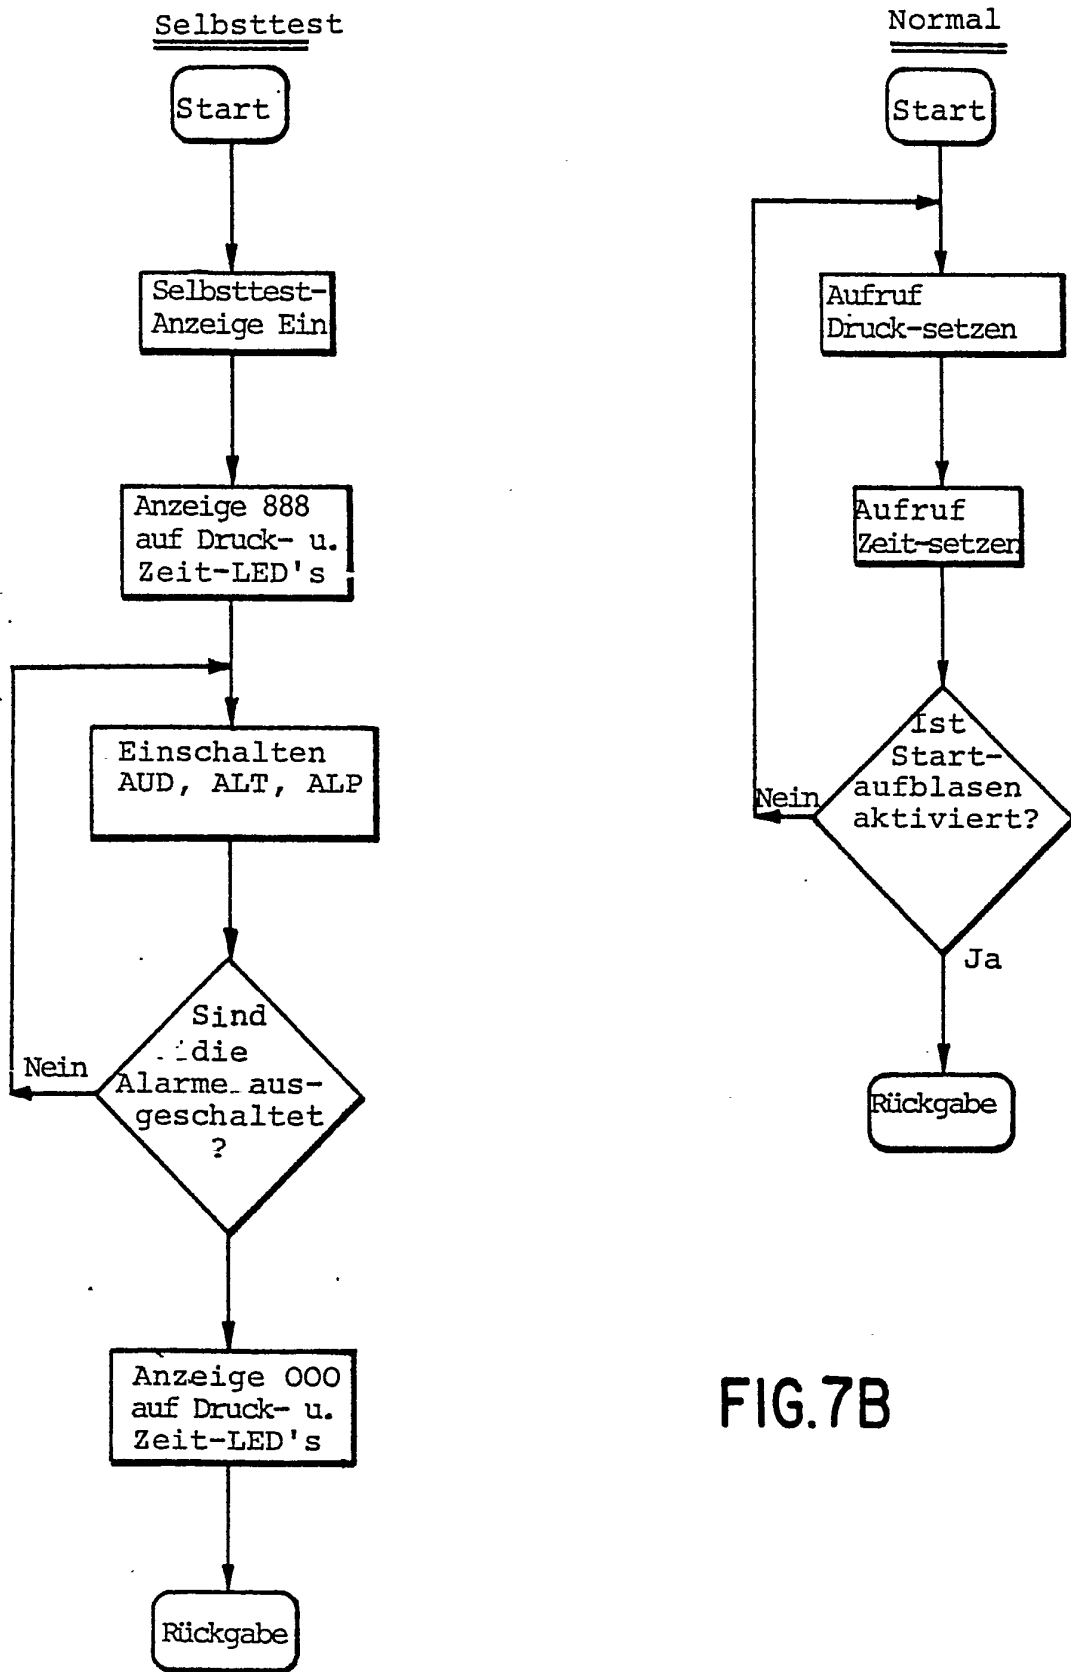 Selbsttest
Start
Selbsttest-
Anzeige Ein
Anzeige 888
auf Druck- u.
Zeit-LED's
Einschalten
AUD, ALT, ALP
Sind
die
Alarme aus-
geschaltet
?
Nein
Anzeige 000
auf Druck- u.
Zeit-LED's
Rückgabe
Normal
Start
Aufruf
Druck-setzen
Aufruf
Zeit-setzen
Ist
Start-
aufblasen
aktiviert?
Nein
Ja
Rückgabe
FIG.7B